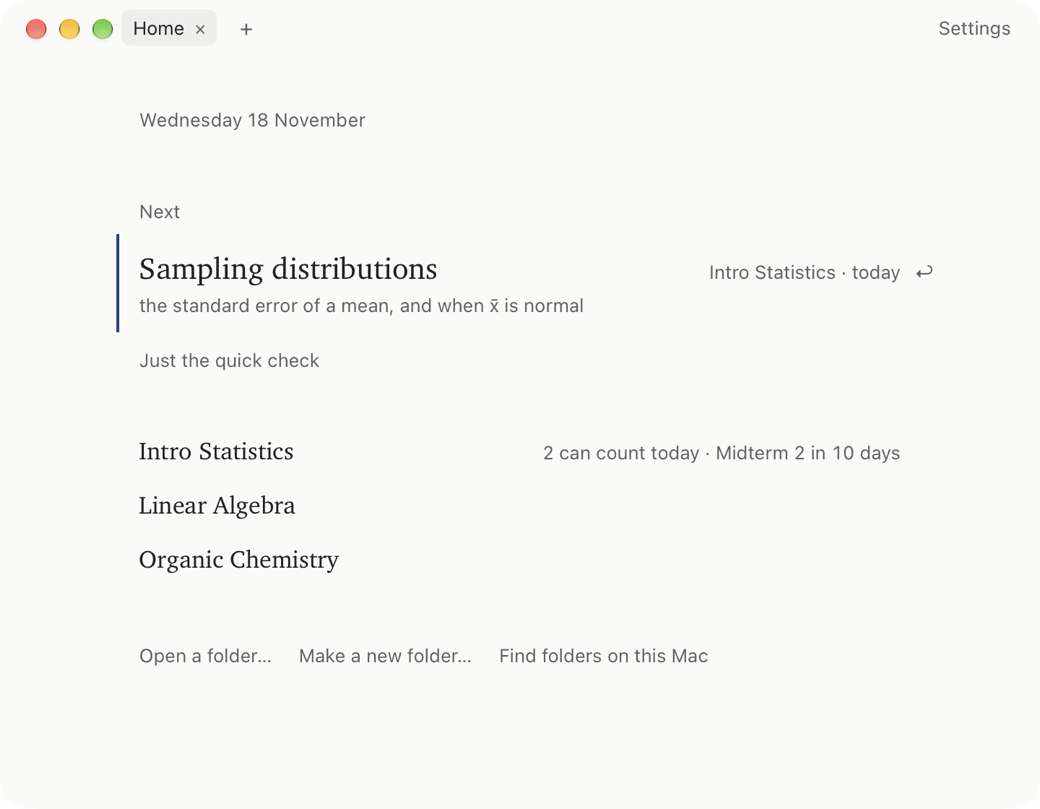 Home × +
Settings
Wednesday 18 November
Next
Sampling distributions
Intro Statistics · today ↩
the standard error of a mean, and when x̄ is normal
Just the quick check
Intro Statistics
2 can count today · Midterm 2 in 10 days
Linear Algebra
Organic Chemistry
Open a folder... Make a new folder... Find folders on this Mac